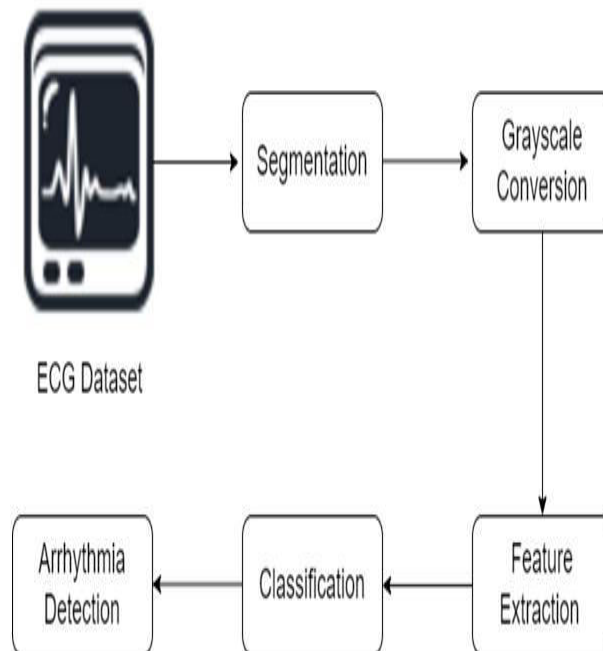 Segmentation
Grayscale
Conversion
ECG Dataset
Arrhythmia
Detection
Classification
Feature
Extraction